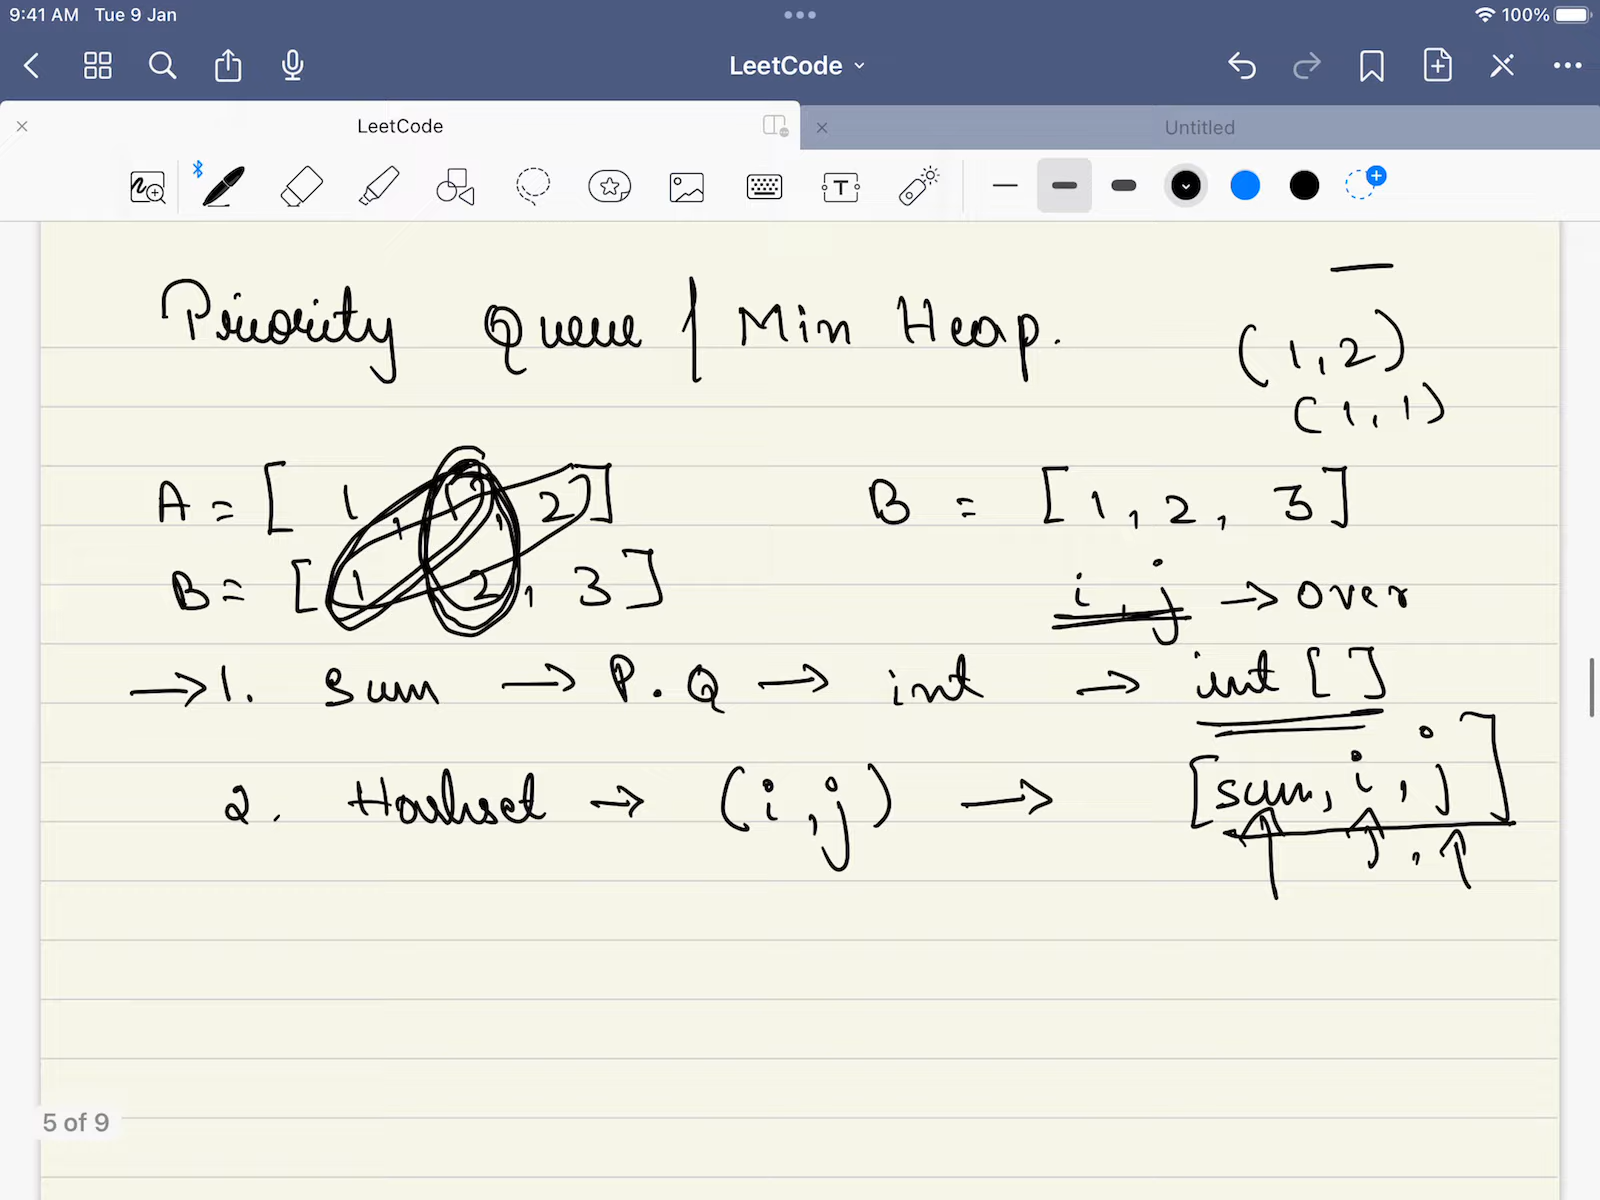 9:41 AM Tue 9 Jan
100%
LeetCode
LeetCode
Untitled
T
Priority Queue / Min Heap.
(1,2)
(1,1)
A = [ 1, 1, 2 ]
B = [ 1, 2, 3 ]
B = [ 1 2, 3 ]
i, j → over
→ 1. Sum → P.Q → int → int [ ]
2. Hashset → (i, j) → [sum, i, j]
5 of 9